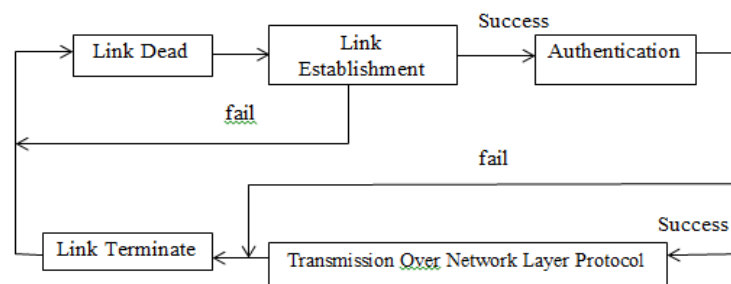 Success
Link Dead
Link
Establishment
Authentication
fail
fail
Success
Link Terminate
Transmission Over Network Layer Protocol